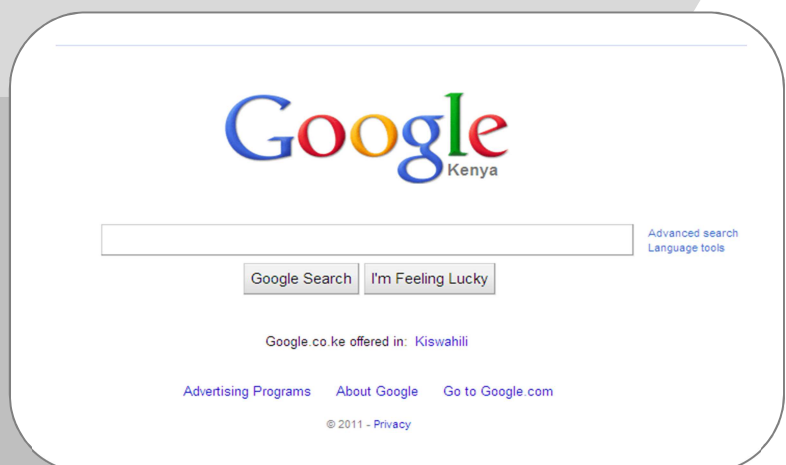 Google
Kenya
Advanced search
Language tools
Google Search I'm Feeling Lucky
Google.co.ke offered in: Kiswahili
Advertising Programs About Google Go to Google.com
© 2011 - Privacy